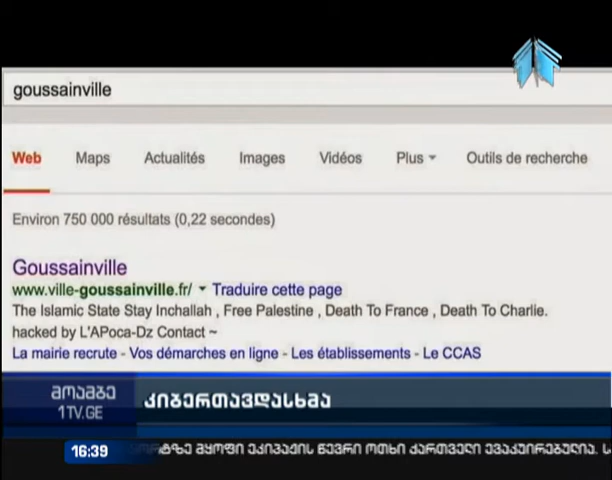 goussainville
Web Maps Actualités Images Vidéos Plus Outils de recherche
Environ 750 000 résultats (0,22 secondes)
Goussainville
www.ville-goussainville.fr/ Traduire cette page
The Islamic State Stay Inchallah , Free Palestine , Death To France , Death To Charlie.
hacked by L'APoca-Dz Contact ~
La mairie recrute - Vos démarches en ligne - Les établissements - Le CCAS
მოამბე
1TV.GE
კიბერთავდასხმა
16:39 მყოფი ეკიპაჟის წევრი ოთხი ქართველი ევაკუირებულია. ს